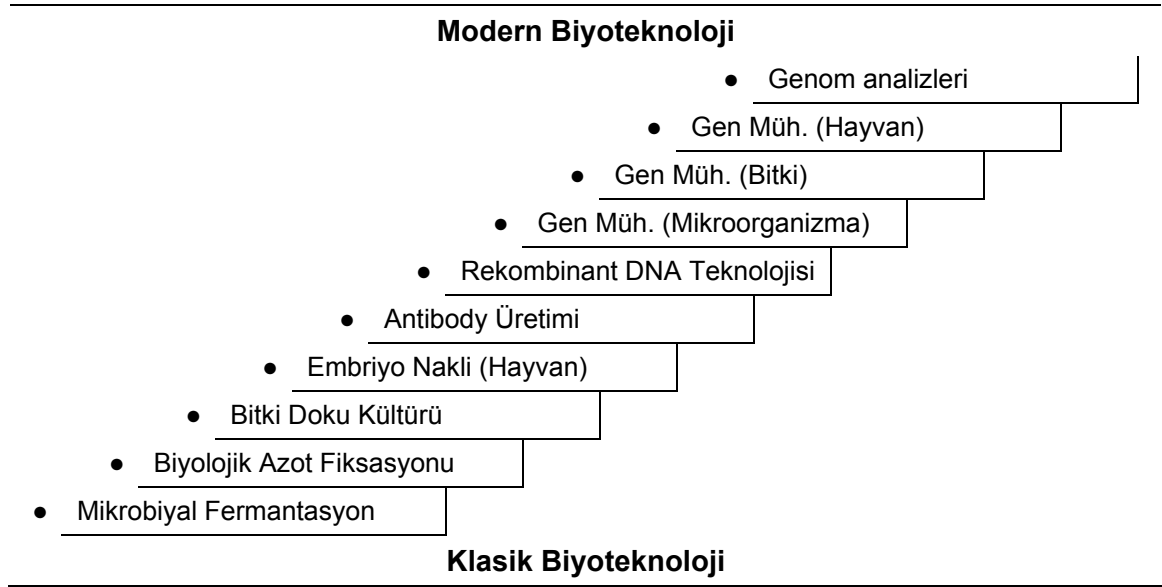 Modern Biyoteknoloji
● Genom analizleri
● Gen Müh. (Hayvan)
● Gen Müh. (Bitki)
● Gen Müh. (Mikroorganizma)
● Rekombinant DNA Teknolojisi
● Antibody Üretimi
● Embriyo Nakli (Hayvan)
● Bitki Doku Kültürü
● Biyolojik Azot Fiksasyonu
● Mikrobiyal Fermantasyon
Klasik Biyoteknoloji